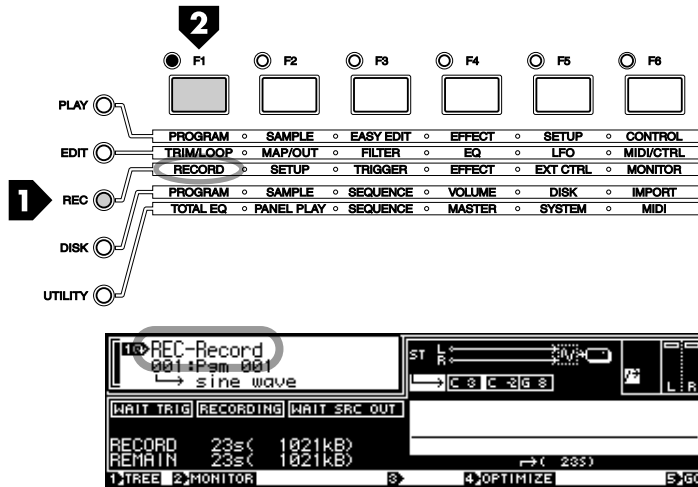 2
F1 F2 F3 F4 F5 F6
PLAY
PROGRAM SAMPLE EASY EDIT EFFECT SETUP CONTROL
EDIT
TRIM/LOOP MAP/OUT FILTER EQ LFO MIDI/CTRL
RECORD SETUP TRIGGER EFFECT EXT CTRL MONITOR
1
REC
PROGRAM SAMPLE SEQUENCE VOLUME DISK IMPORT
TOTAL EQ PANEL PLAY SEQUENCE MASTER SYSTEM MIDI
DISK
UTILITY
REC-Record
001:Pgm 001
sine wave
ST L R
C 3 C -2 G 8
L R
WAIT TRIG RECORDING WAIT SRC OUT
RECORD 23s( 1021kB)
REMAIN 23s( 1021kB)
( 23S)
1 TREE 2 MONITOR 3 4 OPTIMIZE 5 GO